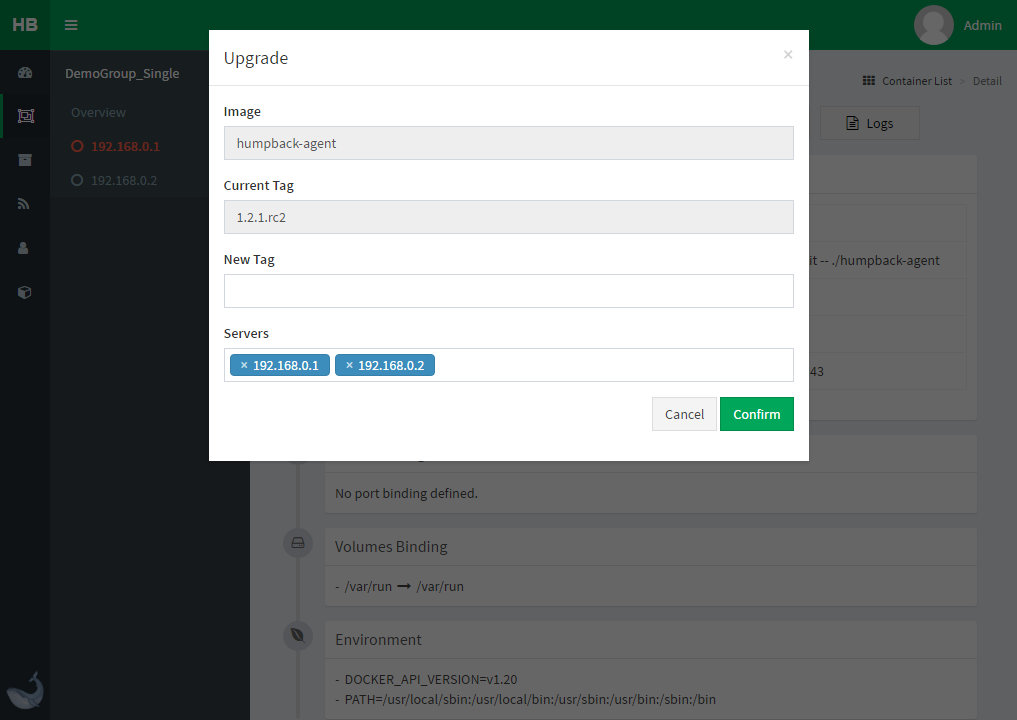 HB
Admin
DemoGroup_Single
Overview
192.168.0.1
192.168.0.2
Container List > Detail
Logs
Upgrade ×
Image
humpback-agent
Current Tag
1.2.1.rc2
New Tag
Servers
× 192.168.0.1 × 192.168.0.2
Cancel Confirm
it -- ./humpback-agent
43
No port binding defined.
Volumes Binding
- /var/run → /var/run
Environment
- DOCKER_API_VERSION=v1.20
- PATH=/usr/local/sbin:/usr/local/bin:/usr/sbin:/usr/bin:/sbin:/bin